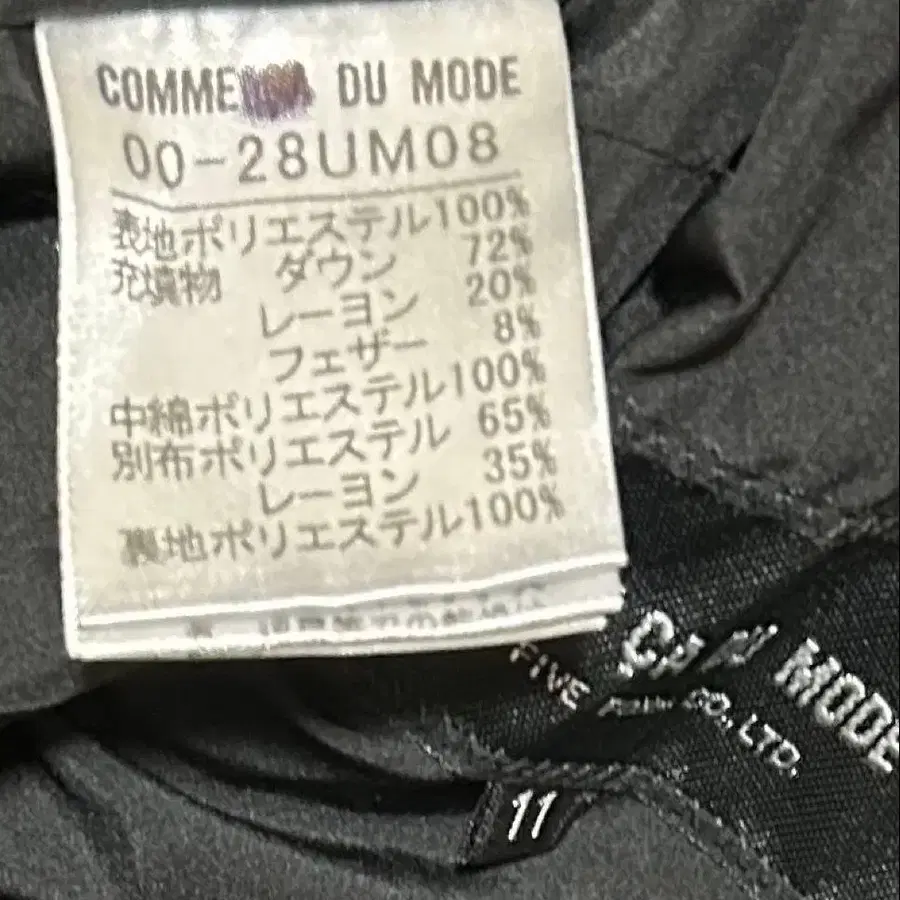 COMME DU MODE
00-28UM08
表地ポリエステル100%
充填物 ダウン 72%
レーヨン 20%
フェザー 8%
中綿ポリエステル100%
別布ポリエステル 65%
レーヨン 35%
裏地ポリエステル100%
MODE
FIVE CO.,LTD.
11